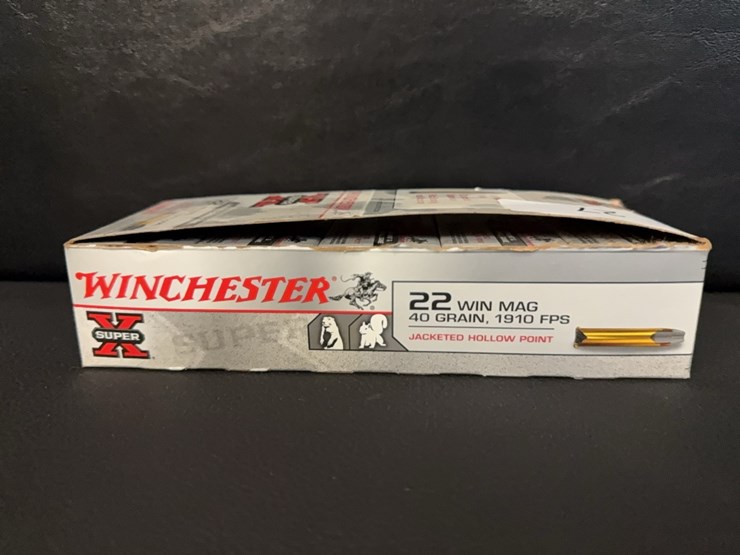 WINCHESTER®
SUPER X
SUPER
22 WIN MAG
40 GRAIN, 1910 FPS
JACKETED HOLLOW POINT